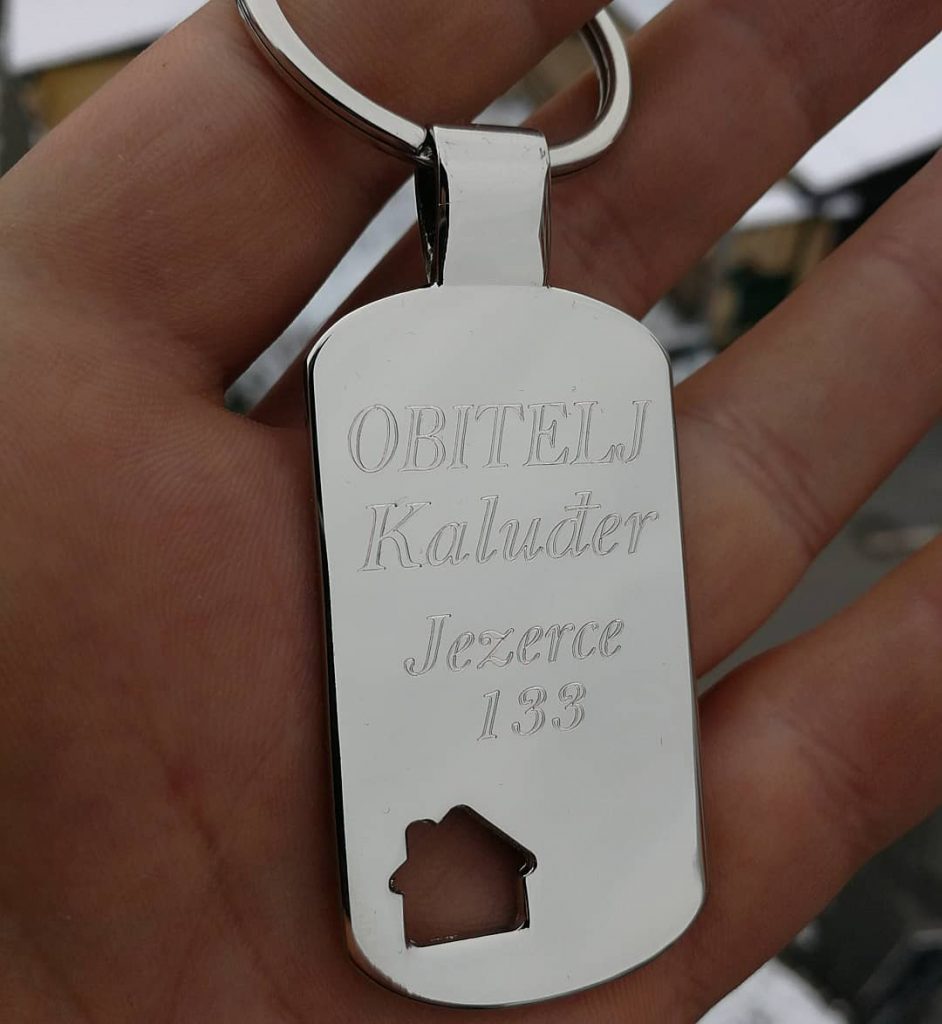 OBITELJ
Kaluđer
Jezerce
133